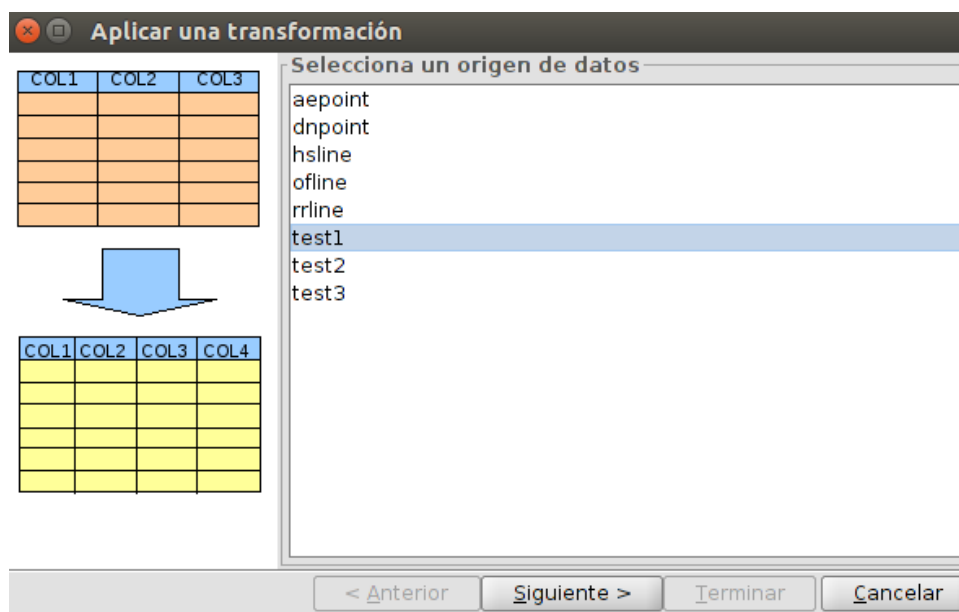 Aplicar una transformación
COL1 COL2 COL3
COL1 COL2 COL3 COL4
Selecciona un origen de datos
aepoint
dnpoint
hsline
ofline
rrline
test1
test2
test3
< Anterior Siguiente > Terminar Cancelar